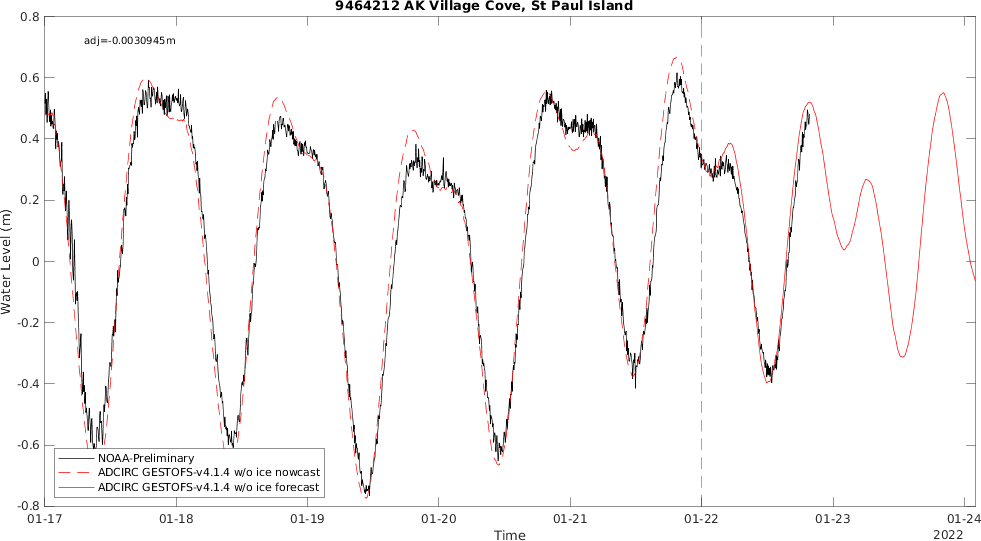 9464212 AK Village Cove, St Paul Island
0.8
adj=-0.0030945m
0.6
0.4
0.2
0
-0.2
-0.4
-0.6
-0.8
Water Level (m)
NOAA-Preliminary
ADCIRC GESTOFS-v4.1.4 w/o ice nowcast
ADCIRC GESTOFS-v4.1.4 w/o ice forecast
01-17 01-18 01-19 01-20 01-21 01-22 01-23 01-24
Time
2022